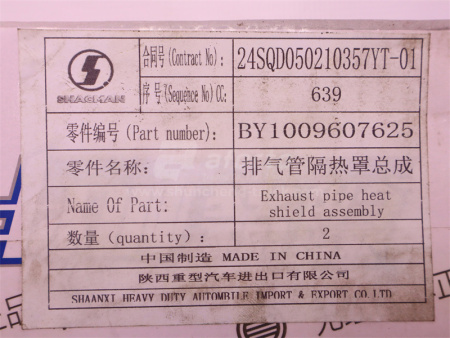 SHACMAN
合同号(Contract No): 24SQD050210357YT-01
序 号(Sequence No)CC: 639
零件编号(Part number): BY1009607625
零件名称: 排气管隔热罩总成
Name Of Part: Exhaust pipe heat
shield assembly
数量(quantity): 2
中国制造 MADE IN CHINA
陕西重型汽车进出口有限公司
SHAANXI HEAVY DUTY AUTOMBILE IMPORT & EXPORT CO.LTD